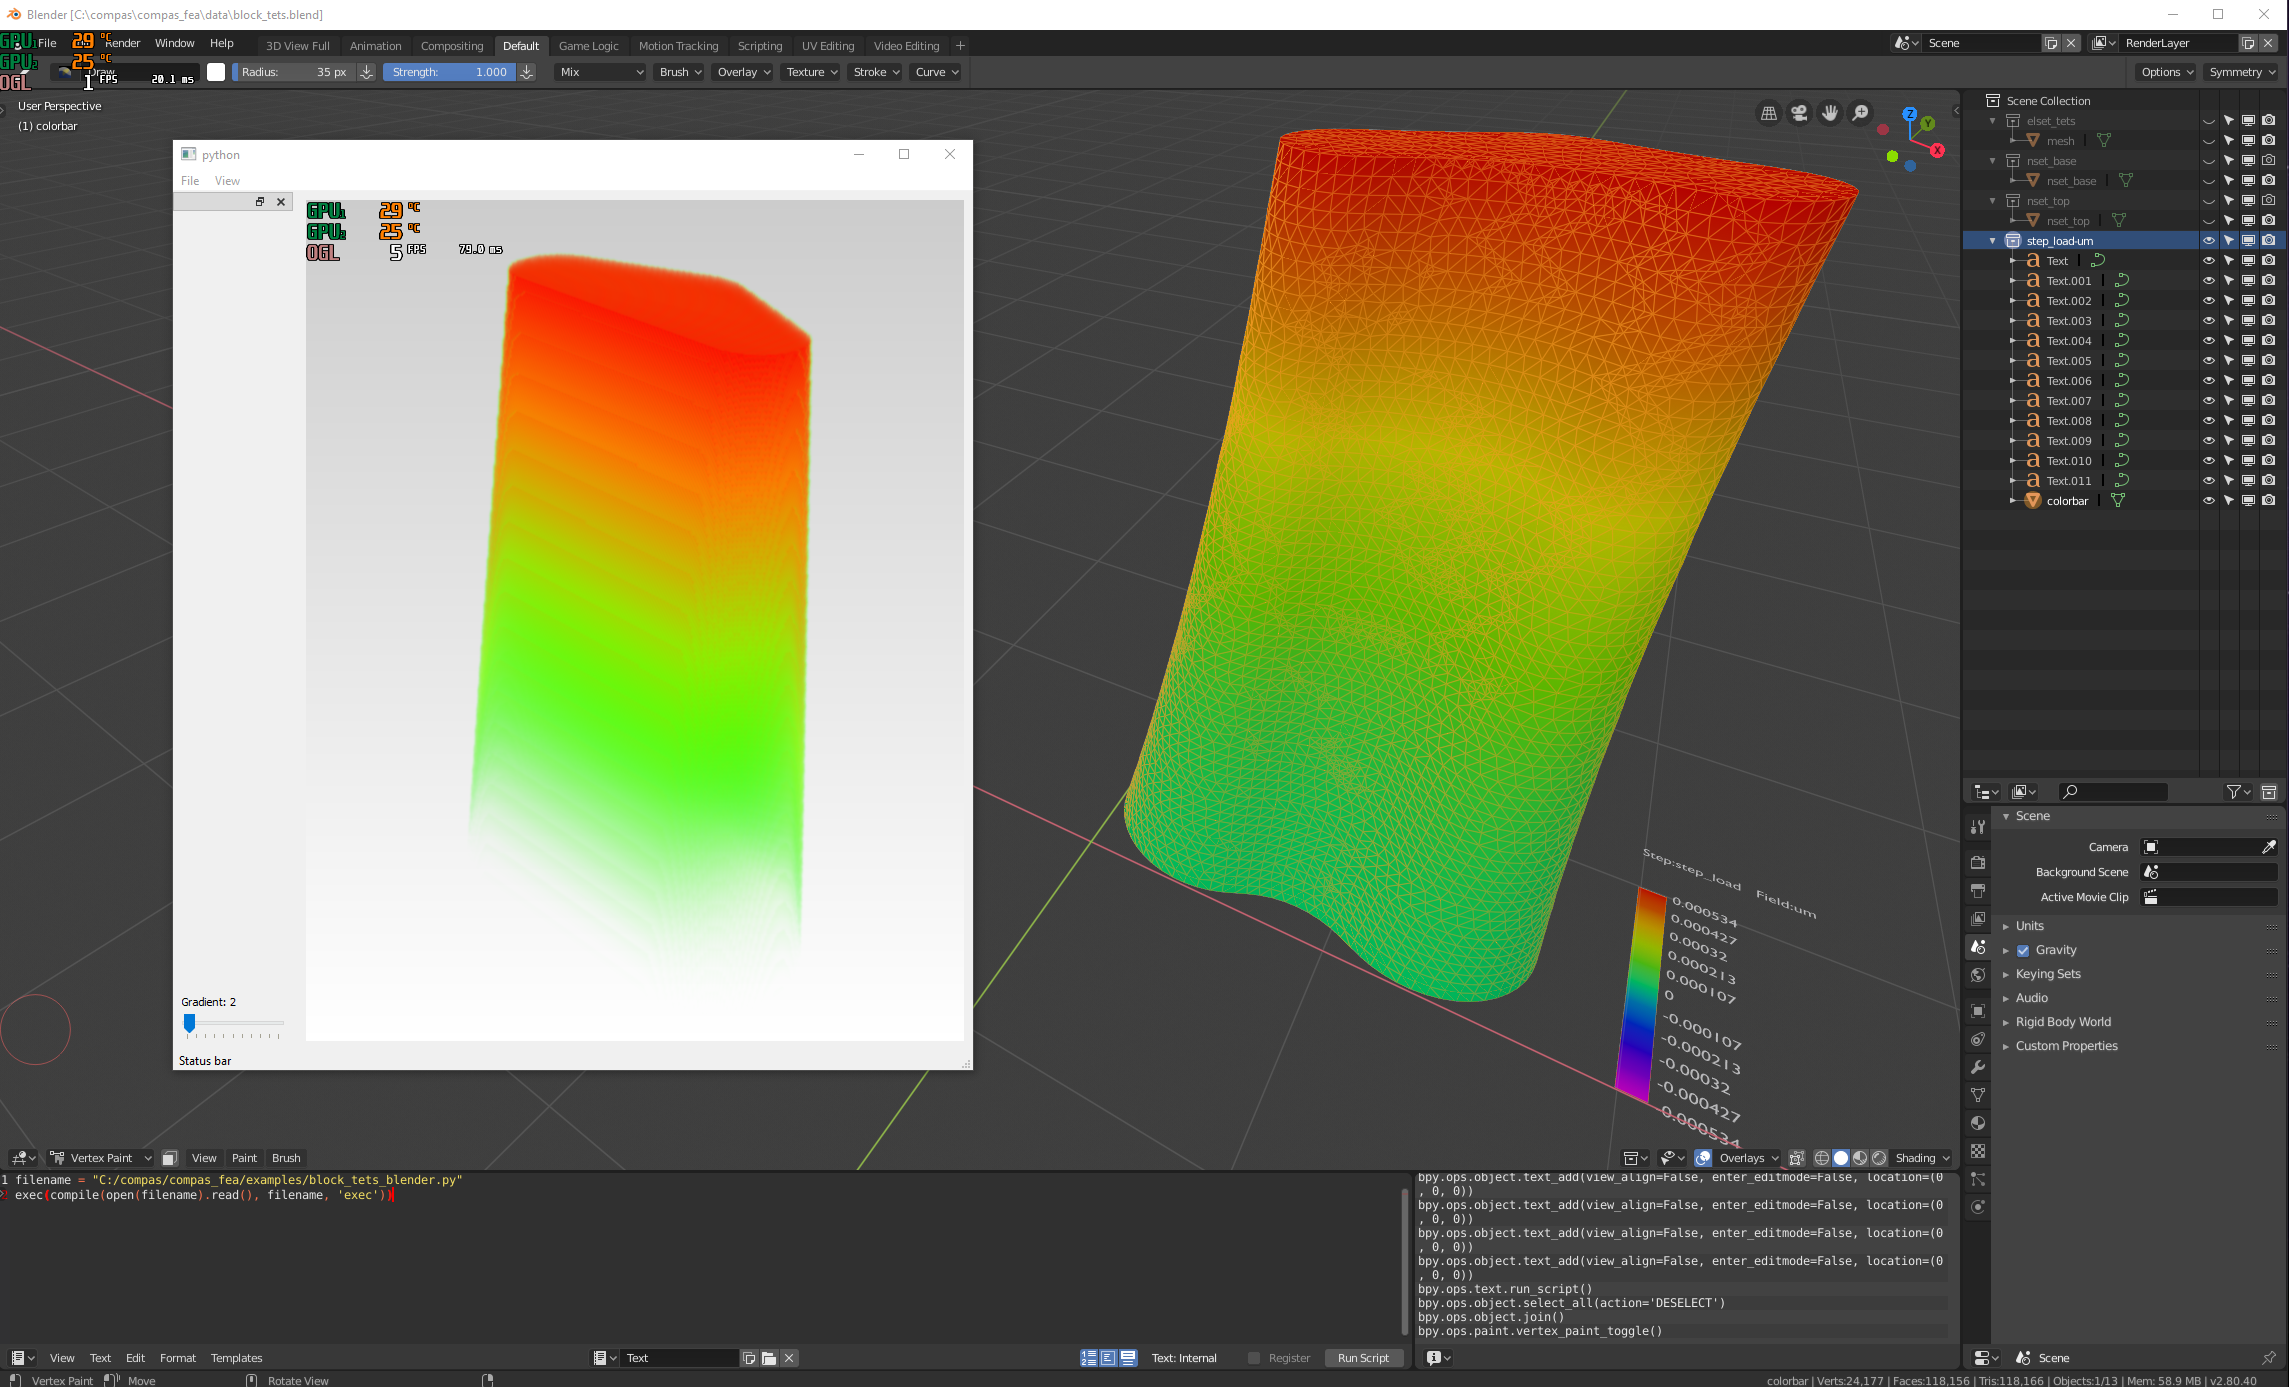 Blender [C:\compas\compas_fea\data\block_tets.blend]
File Render Window Help
3D View Full Animation Compositing Default Game Logic Motion Tracking Scripting UV Editing Video Editing +
Scene
RenderLayer
GPU1 29 °C
GPU2 25 °C
OGL 1 FPS 20.1 ms
Draw
Radius: 35 px
Strength: 1.000
Mix Brush Overlay Texture Stroke Curve
Options Symmetry
User Perspective
(1) colorbar
python
File View
GPU1 29 °C
GPU2 25 °C
OGL 5 FPS 79.0 ms
Gradient: 2
Status bar
Z
Y
X
Step:step_load Field:um
0.000534
0.000427
0.00032
0.000213
0.000107
0
-0.000107
-0.000213
-0.00032
-0.000427
0.000534
Scene Collection
elset_tets
mesh
nset_base
nset_base
nset_top
nset_top
step_load-um
Text
Text.001
Text.002
Text.003
Text.004
Text.005
Text.006
Text.007
Text.008
Text.009
Text.010
Text.011
colorbar
Scene
Camera
Background Scene
Active Movie Clip
Units
Gravity
Keying Sets
Audio
Rigid Body World
Custom Properties
Vertex Paint View Paint Brush
Overlays Shading
1 filename = "C:/compas/compas_fea/examples/block_tets_blender.py"
2 exec(compile(open(filename).read(), filename, 'exec'))
bpy.ops.object.text_add(view_align=False, enter_editmode=False, location=(0
, 0, 0))
bpy.ops.object.text_add(view_align=False, enter_editmode=False, location=(0
, 0, 0))
bpy.ops.object.text_add(view_align=False, enter_editmode=False, location=(0
, 0, 0))
bpy.ops.object.text_add(view_align=False, enter_editmode=False, location=(0
, 0, 0))
bpy.ops.text.run_script()
bpy.ops.object.select_all(action='DESELECT')
bpy.ops.object.join()
bpy.ops.paint.vertex_paint_toggle()
View Text Edit Format Templates
Text
Text: Internal
Register
Run Script
Scene
Vertex Paint Move Rotate View
colorbar | Verts:24,177 | Faces:118,156 | Tris:118,166 | Objects:1/13 | Mem: 58.9 MB | v2.80.40